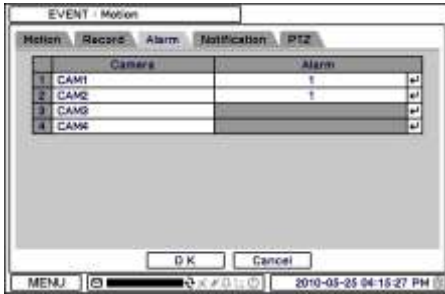 EVENT : Motion
Motion Record Alarm Notification PTZ
Camera Alarm
1 CAM1 1
2 CAM2 1
3 CAM3
4 CAM4
OK Cancel
MENU 2010-05-25 04:15:27 PM